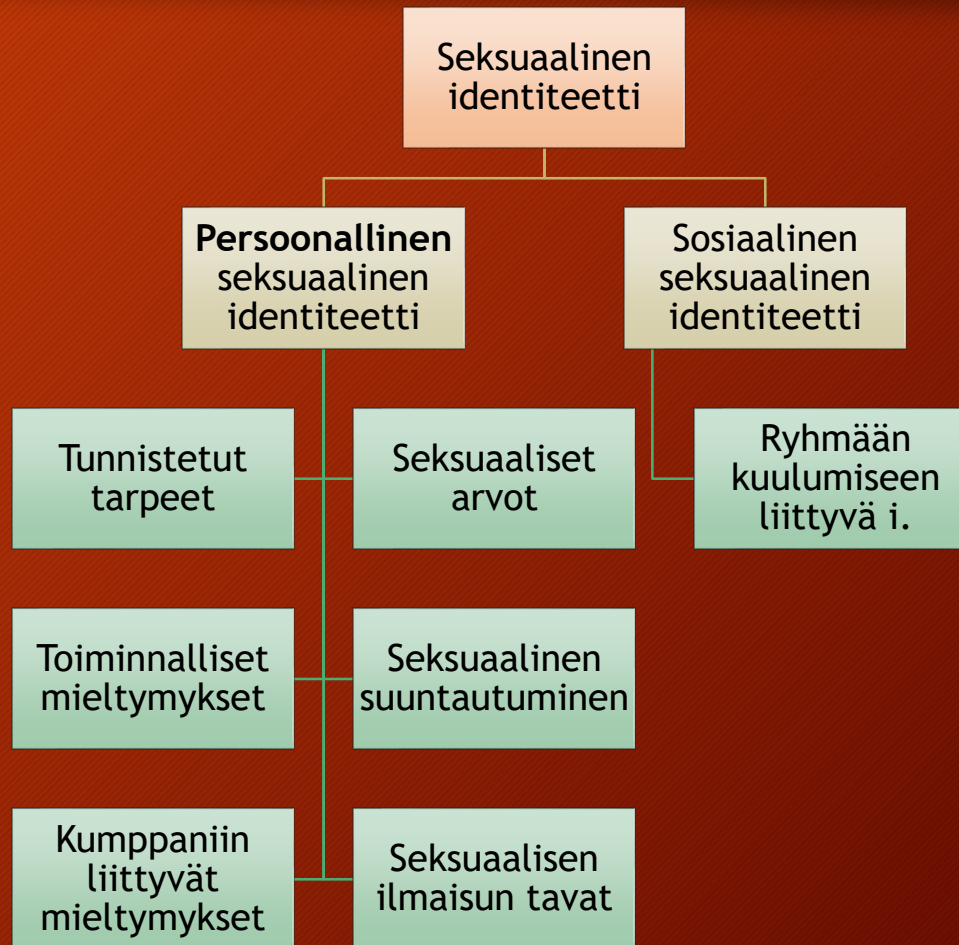 Seksuaalinen
identiteetti
Persoonallinen
seksuaalinen
identiteetti
Sosiaalinen
seksuaalinen
identiteetti
Tunnistetut
tarpeet
Seksuaaliset
arvot
Ryhmään
kuulumiseen
liittyvä i.
Toiminnalliset
mieltymykset
Seksuaalinen
suuntautuminen
Kumppaniin
liittyvät
mieltymykset
Seksuaalisen
ilmaisun tavat